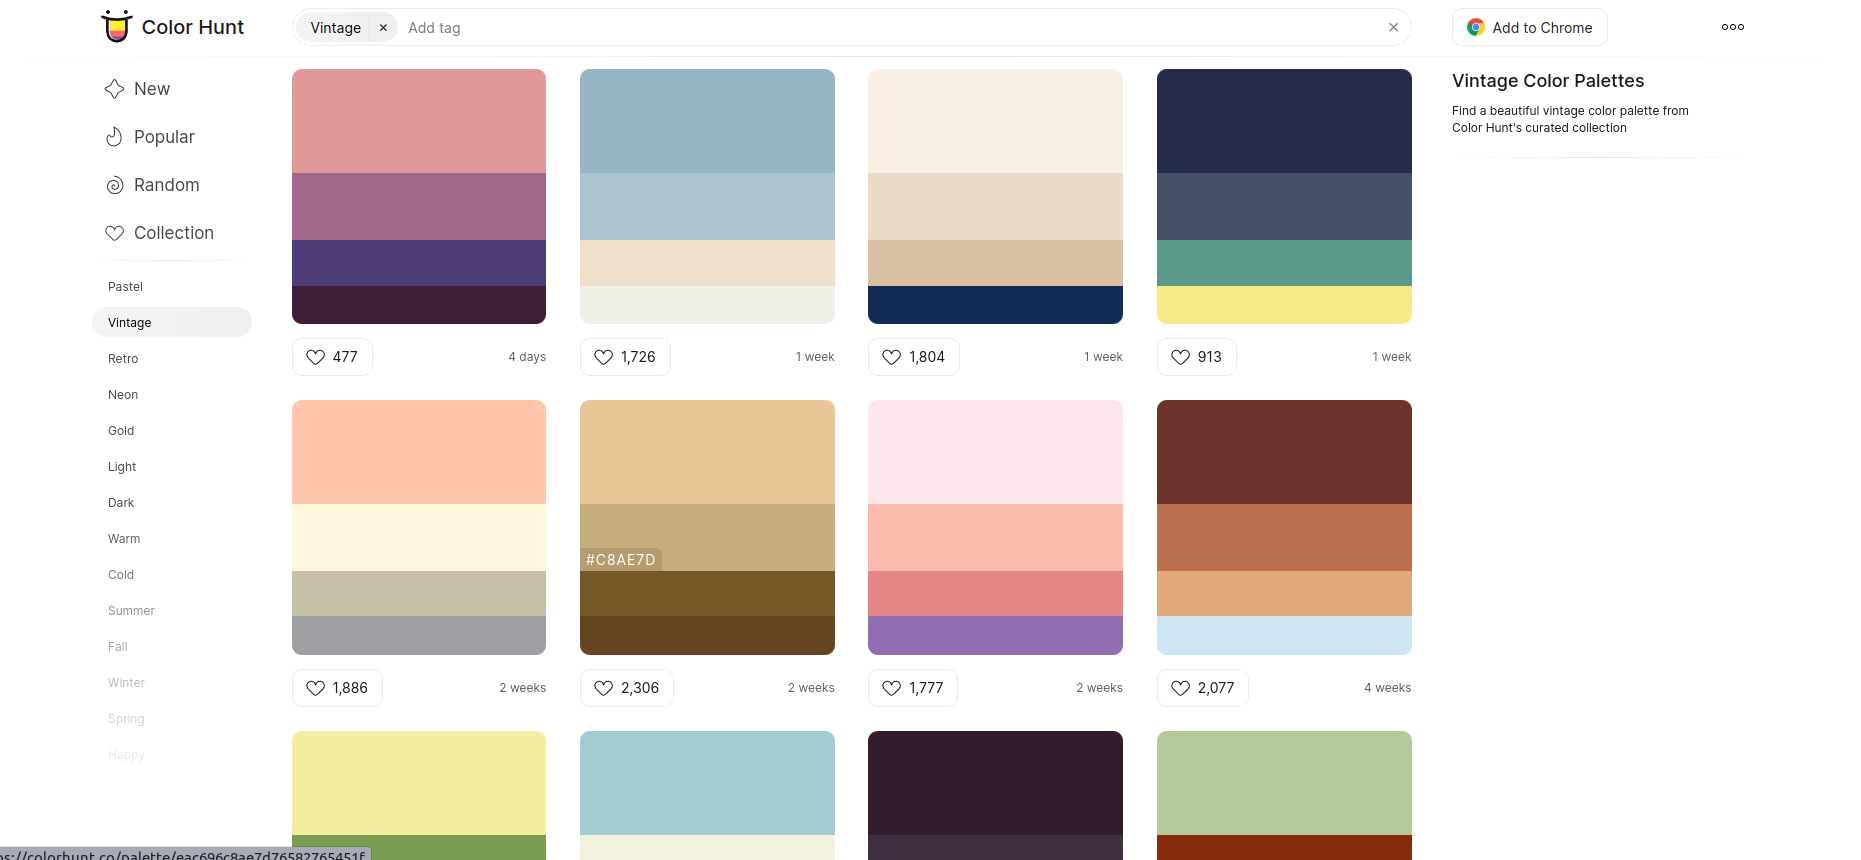 Color Hunt
Vintage ×
Add tag
Add to Chrome
New
Popular
Random
Collection
Pastel
Vintage
Retro
Neon
Gold
Light
Dark
Warm
Cold
Summer
Fall
Winter
Spring
Happy
477 4 days
1,726 1 week
1,804 1 week
913 1 week
#C8AE7D
1,886 2 weeks
2,306 2 weeks
1,777 2 weeks
2,077 4 weeks
Vintage Color Palettes
Find a beautiful vintage color palette from
Color Hunt's curated collection
ps://colorhunt.co/palette/eac696c8ae7d76582765451f